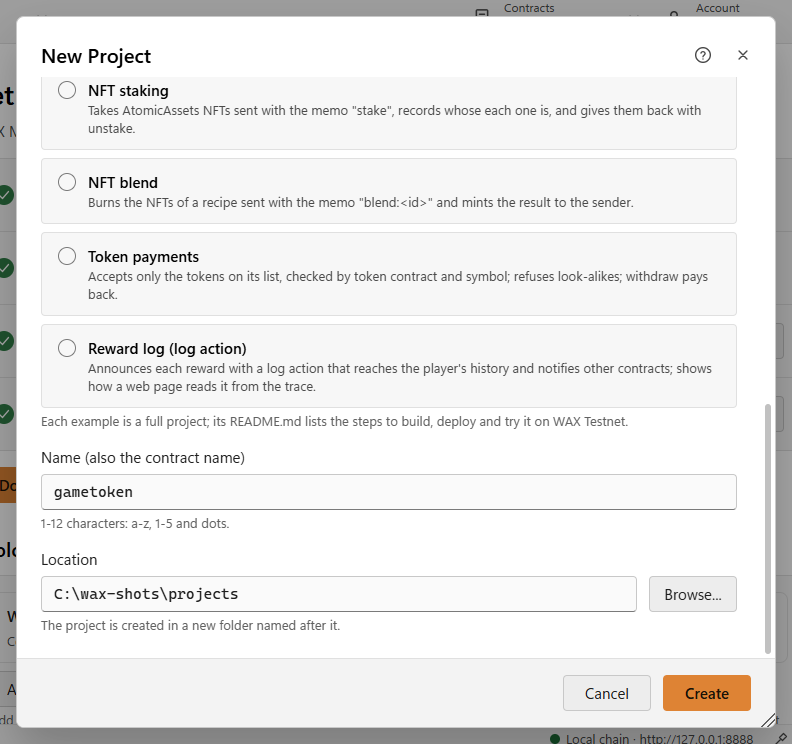 Contracts
Account
New Project
NFT staking
Takes AtomicAssets NFTs sent with the memo "stake", records whose each one is, and gives them back with
unstake.
NFT blend
Burns the NFTs of a recipe sent with the memo "blend:<id>" and mints the result to the sender.
Token payments
Accepts only the tokens on its list, checked by token contract and symbol; refuses look-alikes; withdraw pays
back.
Reward log (log action)
Announces each reward with a log action that reaches the player's history and notifies other contracts; shows
how a web page reads it from the trace.
Each example is a full project; its README.md lists the steps to build, deploy and try it on WAX Testnet.
Name (also the contract name)
gametoken
1-12 characters: a-z, 1-5 and dots.
Location
C:\wax-shots\projects
Browse...
The project is created in a new folder named after it.
Cancel
Create
Local chain · http://127.0.0.1:8888